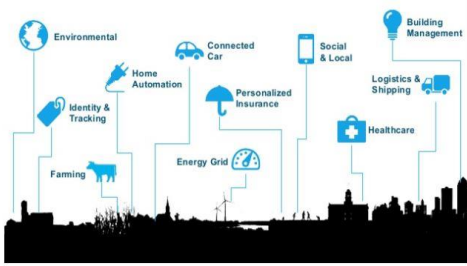 Environmental
Connected
Car
Social
& Local
Building
Management
Home
Automation
Logistics &
Shipping
Identity &
Tracking
Personalized
Insurance
Healthcare
Farming
Energy Grid